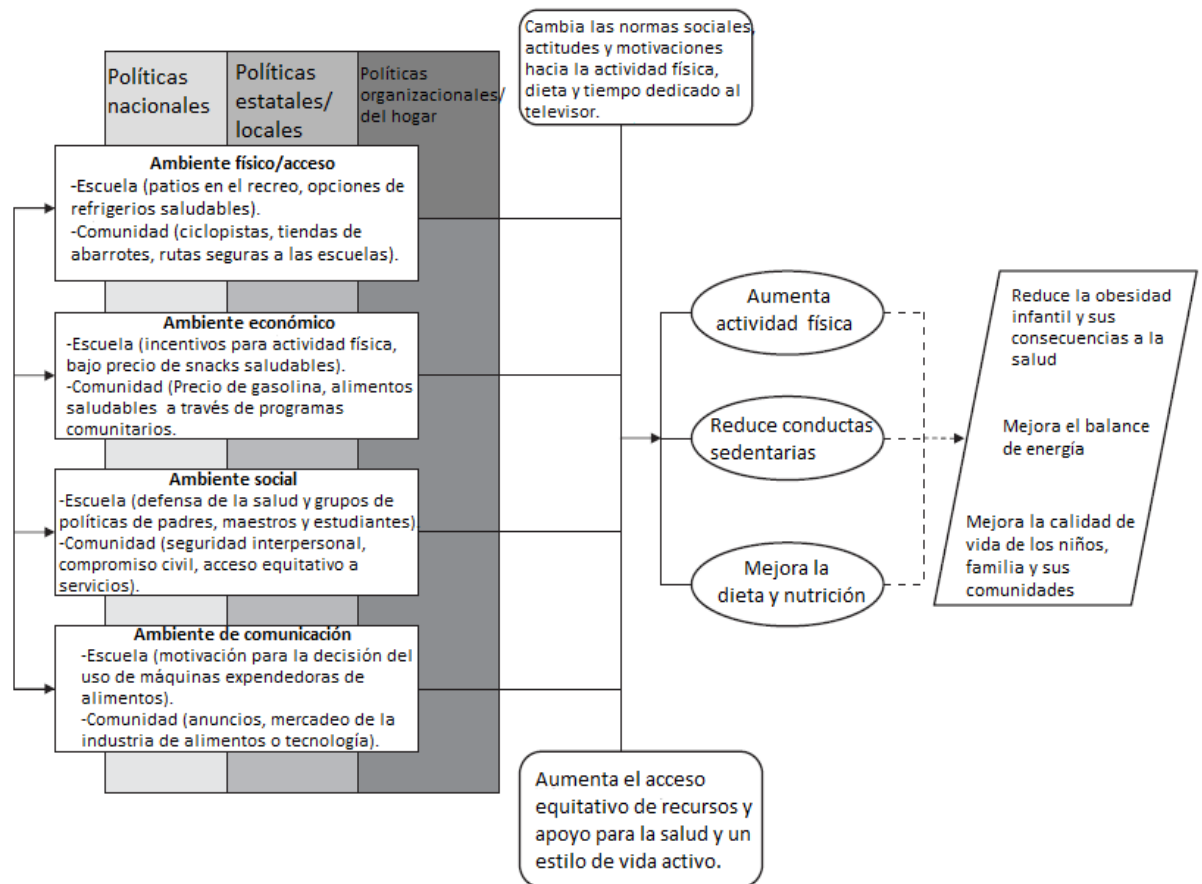 Políticas
nacionales
Políticas
estatales/
locales
Políticas
organizacionales/
del hogar
Cambia las normas sociales,
actitudes y motivaciones
hacia la actividad física,
dieta y tiempo dedicado al
televisor.
Ambiente físico/acceso
-Escuela (patios en el recreo, opciones de
refrigerios saludables).
-Comunidad (ciclopistas, tiendas de
abarrotes, rutas seguras a las escuelas).
Ambiente económico
-Escuela (incentivos para actividad física,
bajo precio de snacks saludables).
-Comunidad (Precio de gasolina, alimentos
saludables a través de programas
comunitarios.
Ambiente social
-Escuela (defensa de la salud y grupos de
políticas de padres, maestros y estudiantes).
-Comunidad (seguridad interpersonal,
compromiso civil, acceso equitativo a
servicios).
Ambiente de comunicación
-Escuela (motivación para la decisión del
uso de máquinas expendedoras de
alimentos).
-Comunidad (anuncios, mercadeo de la
industria de alimentos o tecnología).
Aumenta el acceso
equitativo de recursos y
apoyo para la salud y un
estilo de vida activo.
Aumenta
actividad física
Reduce conductas
sedentarias
Mejora la
dieta y nutrición
Reduce la obesidad
infantil y sus
consecuencias a la
salud
Mejora el balance
de energía
Mejora la calidad de
vida de los niños,
familia y sus
comunidades